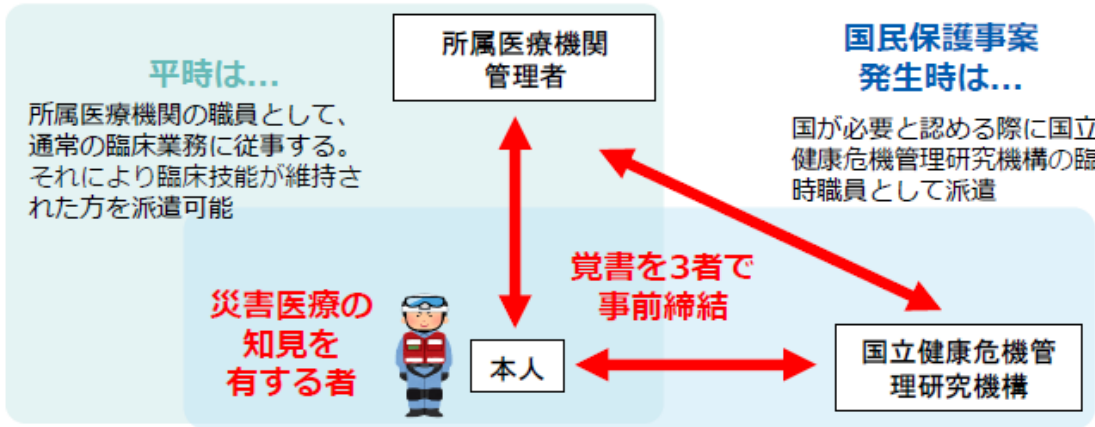 所属医療機関
管理者
平時は...
所属医療機関の職員として、
通常の臨床業務に従事する。
それにより臨床技能が維持さ
れた方を派遣可能
国民保護事案
発生時は...
国が必要と認める際に国立
健康危機管理研究機構の臨
時職員として派遣
覚書を3者で
事前締結
災害医療の
知見を
有する者
本人
国立健康危機管
理研究機構